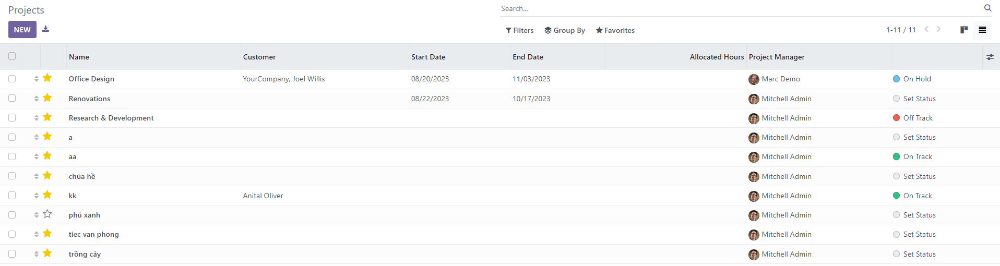 Projects
Search...
NEW
Filters Group By Favorites 1-11 / 11
Name Customer Start Date End Date Allocated Hours Project Manager
Office Design YourCompany, Joel Willis 08/20/2023 11/03/2023 Marc Demo On Hold
Renovations 08/22/2023 10/17/2023 Mitchell Admin Set Status
Research & Development Mitchell Admin Off Track
a Mitchell Admin Set Status
aa Mitchell Admin On Track
chúa hề Mitchell Admin Set Status
kk Anital Oliver Mitchell Admin On Track
phủ xanh Mitchell Admin Set Status
tiec van phong Mitchell Admin Set Status
trồng cây Mitchell Admin Set Status